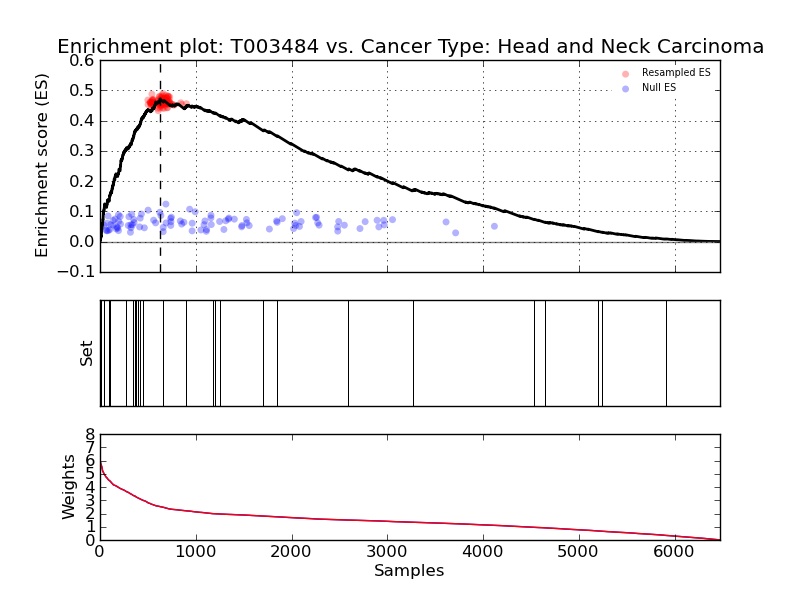 Enrichment plot: T003484 vs. Cancer Type: Head and Neck Carcinoma
Enrichment score (ES)
0.6
0.5
0.4
0.3
0.2
0.1
0.0
−0.1
Resampled ES
Null ES
Set
Weights
8
7
6
5
4
3
2
1
0
0 1000 2000 3000 4000 5000 6000
Samples